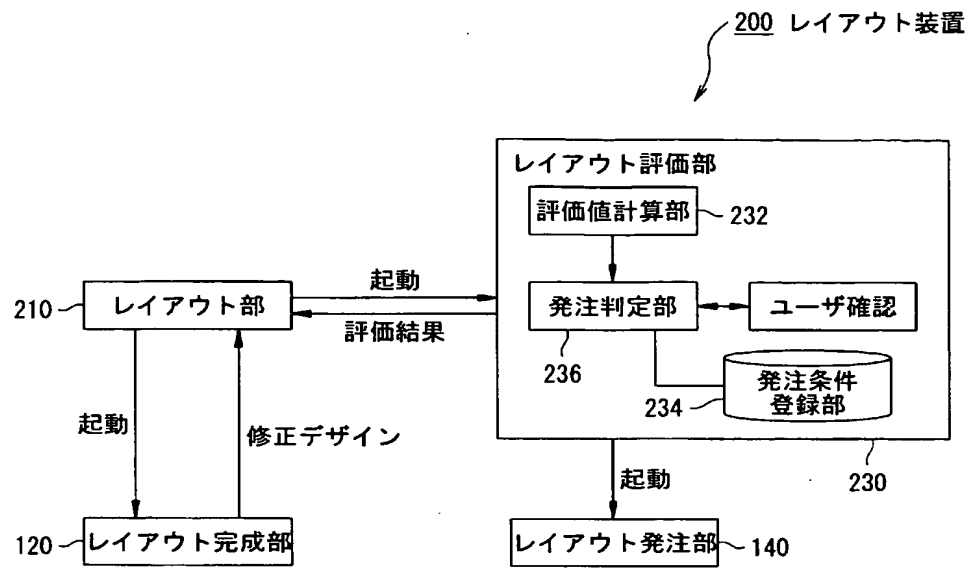 200 レイアウト装置
レイアウト評価部
評価値計算部
232
起動
210
レイアウト部
発注判定部
ユーザ確認
評価結果
236
発注条件
登録部
234
起動
修正デザイン
起動
230
120
レイアウト完成部
レイアウト発注部
140